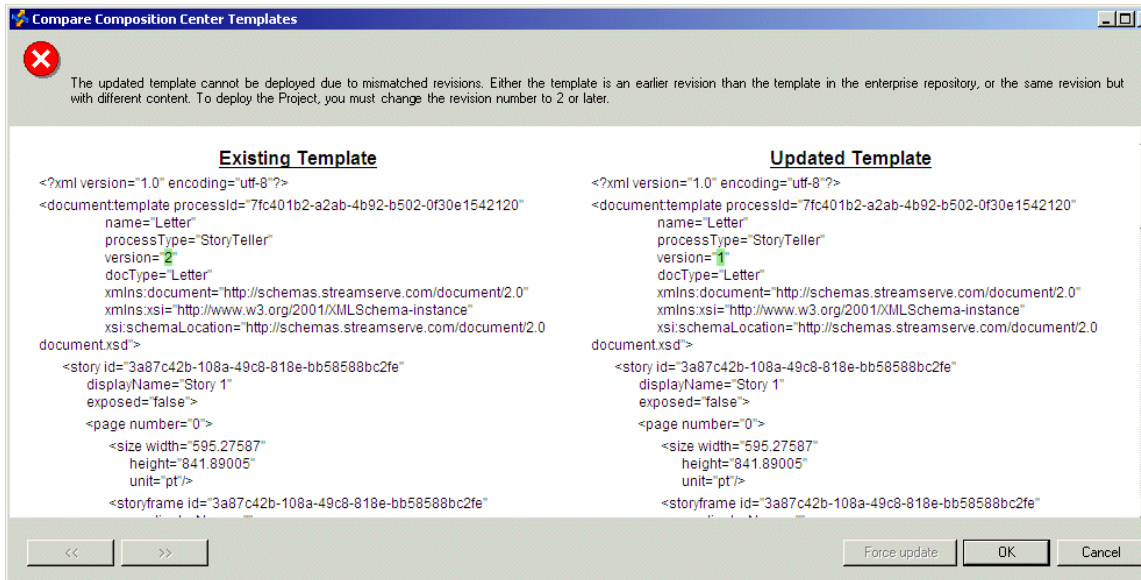 Compare Composition Center Templates
The updated template cannot be deployed due to mismatched revisions. Either the template is an earlier revision than the template in the enterprise repository, or the same revision but
with different content. To deploy the Project, you must change the revision number to 2 or later.
Existing Template
<?xml version="1.0" encoding="utf-8"?>
<document:template processId="7fc401b2-a2ab-4b92-b502-0f30e1542120"
name="Letter"
processType="StoryTeller"
version="2"
docType="Letter"
xmlns:document="http://schemas.streamserve.com/document/2.0"
xmlns:xsi="http://www.w3.org/2001/XMLSchema-instance"
xsi:schemaLocation="http://schemas.streamserve.com/document/2.0
document.xsd">
<story id="3a87c42b-108a-49c8-818e-bb58588bc2fe"
displayName="Story 1"
exposed="false">
<page number="0">
<size width="595.27587"
height="841.89005"
unit="pt"/>
<storyframe id="3a87c42b-108a-49c8-818e-bb58588bc2fe"
Updated Template
<?xml version="1.0" encoding="utf-8"?>
<document:template processId="7fc401b2-a2ab-4b92-b502-0f30e1542120"
name="Letter"
processType="StoryTeller"
version="1"
docType="Letter"
xmlns:document="http://schemas.streamserve.com/document/2.0"
xmlns:xsi="http://www.w3.org/2001/XMLSchema-instance"
xsi:schemaLocation="http://schemas.streamserve.com/document/2.0
document.xsd">
<story id="3a87c42b-108a-49c8-818e-bb58588bc2fe"
displayName="Story 1"
exposed="false">
<page number="0">
<size width="595.27587"
height="841.89005"
unit="pt"/>
<storyframe id="3a87c42b-108a-49c8-818e-bb58588bc2fe"
<< >> Force update OK Cancel